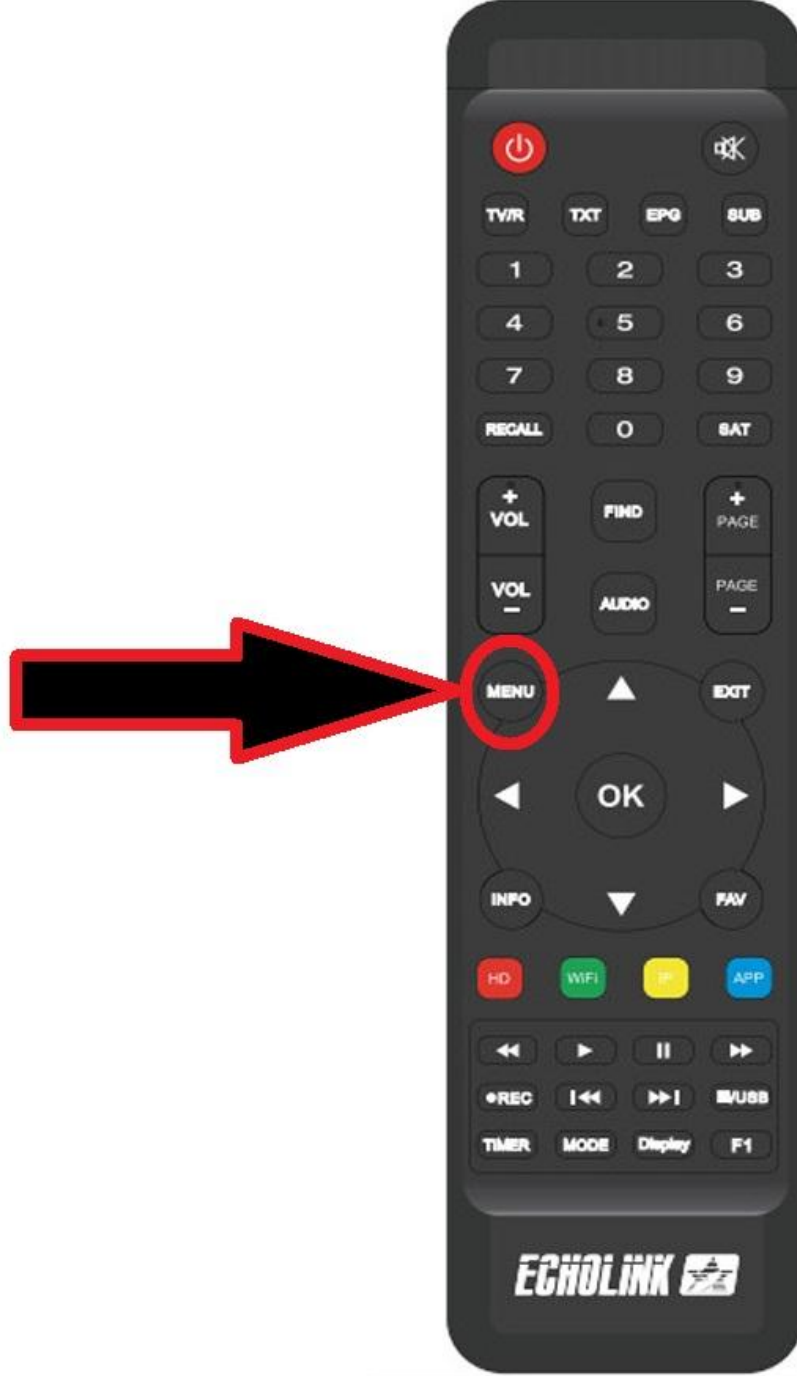 TV/R TXT EPG SUB
1 2 3
4 5 6
7 8 9
RECALL 0 SAT
+ VOL FIND + PAGE
VOL - AUDIO PAGE -
MENU EXIT
OK
INFO FAV
HD WiFi IP APP
●REC ■/USB
TIMER MODE Display F1
ECHOLINK